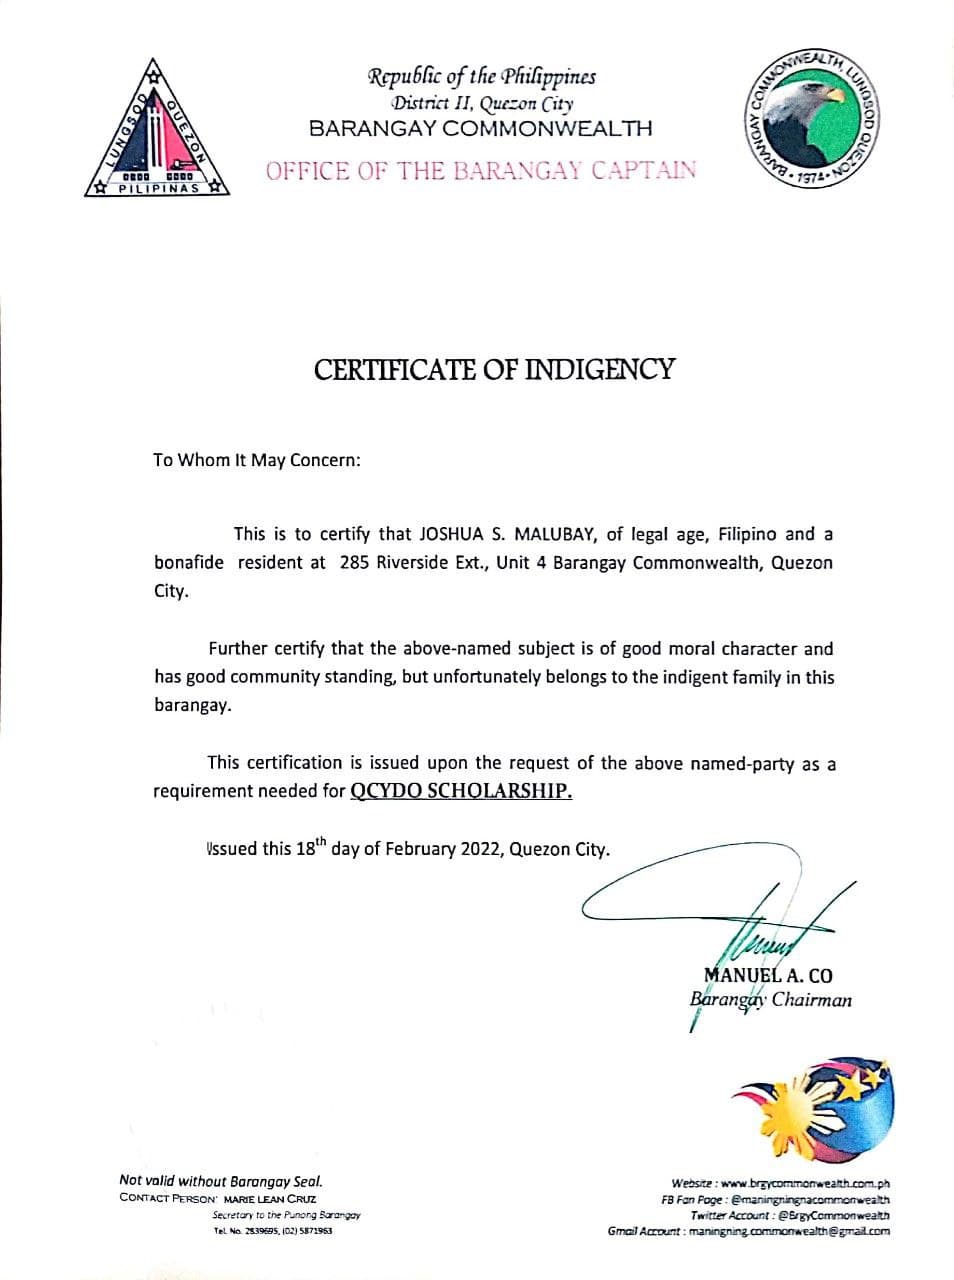 LUNGSOD QUEZON
PILIPINAS
Republic of the Philippines
District II, Quezon City
BARANGAY COMMONWEALTH
OFFICE OF THE BARANGAY CAPTAIN
BARANGAY COMMONWEALTH, LUNGSOD QUEZON
• 1974 •
CERTIFICATE OF INDIGENCY
To Whom It May Concern:
This is to certify that JOSHUA S. MALUBAY, of legal age, Filipino and a
bonafide resident at 285 Riverside Ext., Unit 4 Barangay Commonwealth, Quezon
City.
Further certify that the above-named subject is of good moral character and
has good community standing, but unfortunately belongs to the indigent family in this
barangay.
This certification is issued upon the request of the above named-party as a
requirement needed for QCYDO SCHOLARSHIP.
Issued this 18th day of February 2022, Quezon City.
MANUEL A. CO
Barangay Chairman
Not valid without Barangay Seal.
CONTACT PERSON: MARIE LEAN CRUZ
Secretary to the Punong Barangay
Tel. No. 2839695, (02) 5871963
Website : www.brgycommonwealth.com.ph
FB Fan Page : @maningningnacommonwealth
Twitter Account : @BrgyCommonwealth
Gmail Account : maningning.commonwealth@gmail.com